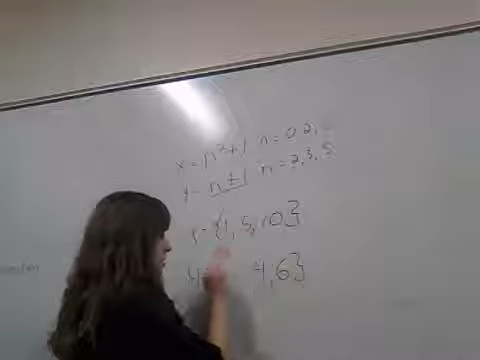 x = n²+1 n = 0,2,
y = n+1 n = 2,3,5
x = {1,5,10}
y = 4,6}